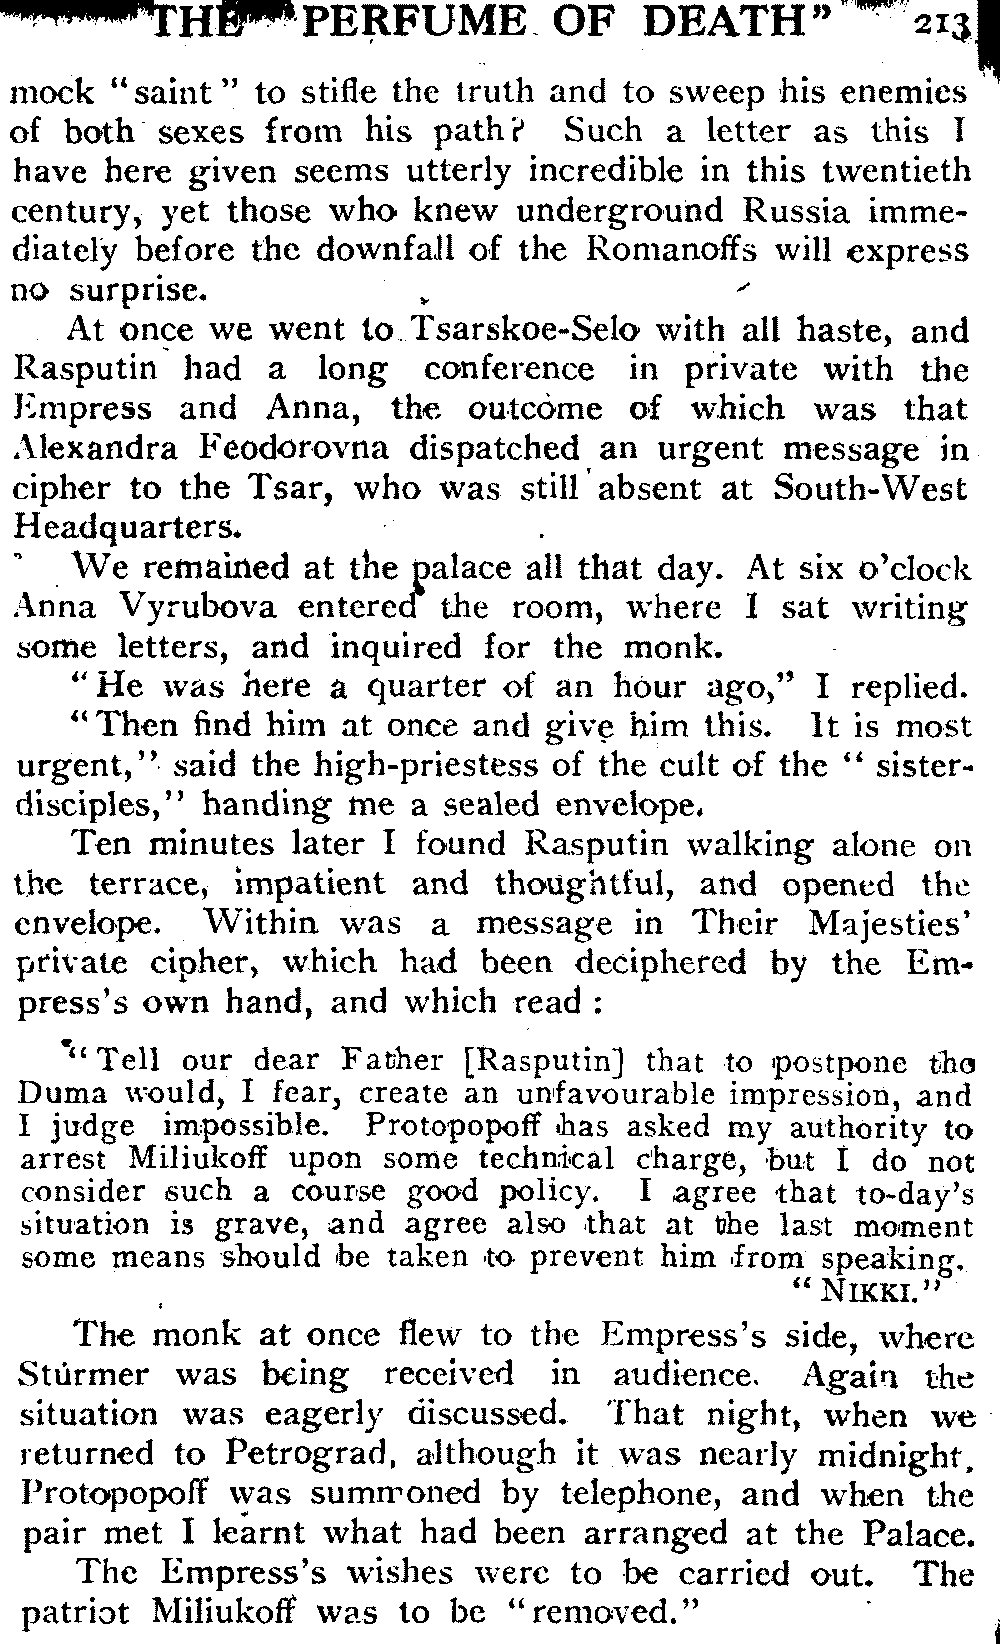 THE "PERFUME OF DEATH" 213
mock "saint" to stifle the truth and to sweep his enemies
of both sexes from his path? Such a letter as this I
have here given seems utterly incredible in this twentieth
century, yet those who knew underground Russia imme-
diately before the downfall of the Romanoffs will express
no surprise.
At once we went to Tsarskoe-Selo with all haste, and
Rasputin had a long conference in private with the
Empress and Anna, the outcome of which was that
Alexandra Feodorovna dispatched an urgent message in
cipher to the Tsar, who was still absent at South-West
Headquarters.
We remained at the palace all that day. At six o'clock
Anna Vyrubova entered the room, where I sat writing
some letters, and inquired for the monk.
"He was here a quarter of an hour ago," I replied.
"Then find him at once and give him this. It is most
urgent," said the high-priestess of the cult of the "sister-
disciples," handing me a sealed envelope.
Ten minutes later I found Rasputin walking alone on
the terrace, impatient and thoughtful, and opened the
envelope. Within was a message in Their Majesties'
private cipher, which had been deciphered by the Em-
press's own hand, and which read:
"Tell our dear Father [Rasputin] that to postpone the
Duma would, I fear, create an unfavourable impression, and
I judge impossible. Protopopoff has asked my authority to
arrest Miliukoff upon some technical charge, but I do not
consider such a course good policy. I agree that to-day's
situation is grave, and agree also that at the last moment
some means should be taken to prevent him from speaking.
"NIKKI."
The monk at once flew to the Empress's side, where
Stürmer was being received in audience. Again the
situation was eagerly discussed. That night, when we
returned to Petrograd, although it was nearly midnight,
Protopopoff was summoned by telephone, and when the
pair met I learnt what had been arranged at the Palace.
The Empress's wishes were to be carried out. The
patriot Miliukoff was to be "removed."